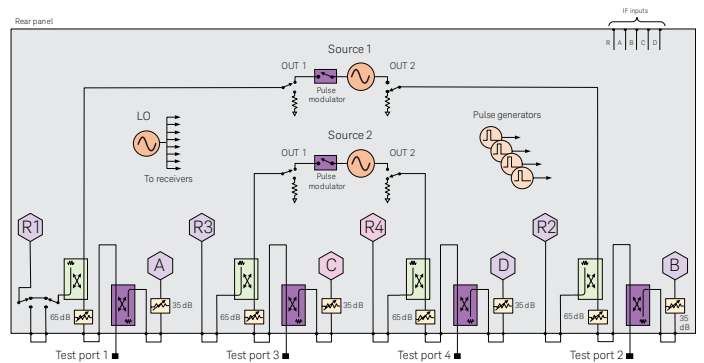 IF inputs
Rear panel
R A B C D
Source 1
OUT 1
OUT 2
Pulse
modulator
LO
To receivers
Pulse generators
Source 2
OUT 1
OUT 2
Pulse
modulator
R1
R3
R4
R2
A
C
D
B
35 dB
35 dB
35 dB
35
dB
65 dB
65 dB
65 dB
65 dB
Test port 1
Test port 3
Test port 4
Test port 2